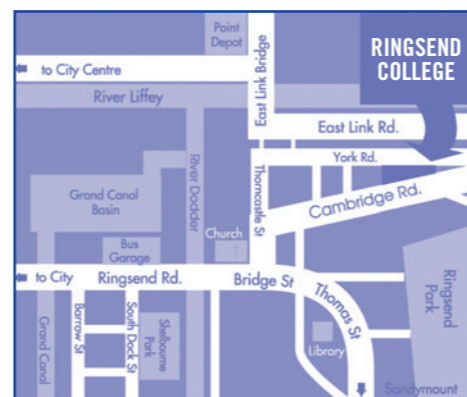 Point
Depot
RINGSEND
COLLEGE
to City Centre
East Link Bridge
River Liffey
East Link Rd.
River Dodder
York Rd.
Thorncastle St
Grand Canal
Basin
Cambridge Rd.
Church
Bus
Garage
to City
Ringsend Rd.
Bridge St
Thomas St
Ringsend
Park
Grand Canal
Barrow St
South Dock St
Shelbourne
Park
Library
Sandymount